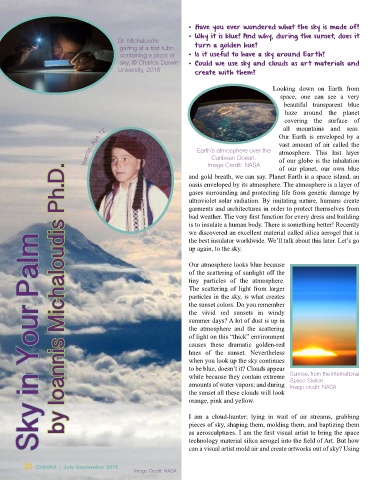 Sky in Your Palm
by Ioannis Michaloudis Ph.D.
Dr. Michaloudis
gazing at a test tube
containing a piece of
sky; © Charles Darwin
University, 2016
• Have you ever wondered what the sky is made of?
• Why it is blue? And why, during the sunset, does it
turn a golden hue?
• Is it useful to have a sky around Earth?
• Could we use sky and clouds as art materials and
create with them?
Looking down on Earth from
space, one can see a very
beautiful transparent blue
haze around the planet
covering the surface of
all mountains and seas.
Our Earth is enveloped by a
vast amount of air called the
atmosphere. This last layer
of our globe is the inhalation
of our planet, our own blue
Earth's atmosphere over the
Caribbean Ocean,
Image Credit: NASA
and gold breath, we can say. Planet Earth is a space island, an
oasis enveloped by its atmosphere. The atmosphere is a layer of
gases surrounding and protecting life from genetic damage by
ultraviolet solar radiation. By imitating nature, humans create
garments and architectures in order to protect themselves from
bad weather. The very first function for every dress and building
is to insulate a human body. There is something better! Recently
we discovered an excellent material called silica aerogel that is
the best insulator worldwide. We'll talk about this later. Let's go
up again, to the sky.
Our atmosphere looks blue because
of the scattering of sunlight off the
tiny particles of the atmosphere.
The scattering of light from larger
particles in the sky, is what creates
the sunset colors. Do you remember
the vivid red sunsets in windy
summer days? A lot of dust is up in
the atmosphere and the scattering
of light on this "thick" environment
causes these dramatic golden-red
hues of the sunset. Nevertheless
when you look up the sky continues
to be blue, doesn't it? Clouds appear
white because they contain extreme
amounts of water vapors; and during
the sunset all these clouds will look
orange, pink and yellow.
Sunrise, from the International
Space Station,
Image credit: NASA
I am a cloud-hunter; lying in wait of air streams, grabbing
pieces of sky, shaping them, molding them, and baptizing them
as aerosculptures. I am the first visual artist to bring the space
technology material silica aerogel into the field of Art. But how
can a visual artist mold air and create artworks out of sky? Using
July-September 2016
Image Credit: NASA